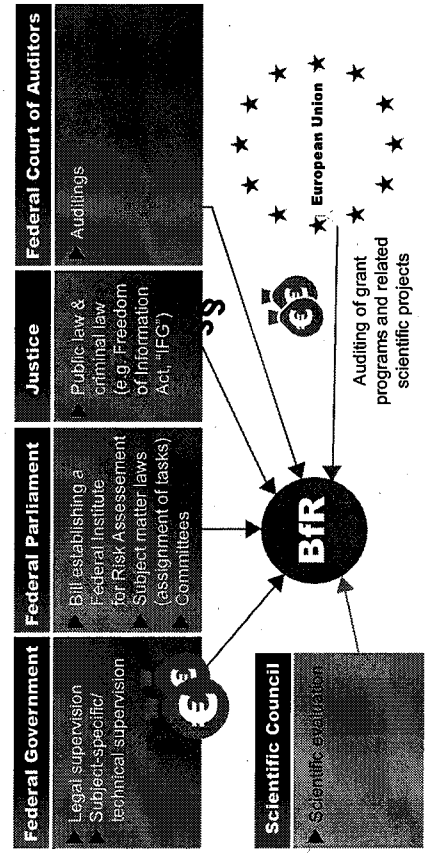 Federal Government
Legal supervision
Subject-specific/
technical supervision
Federal Parliament
Bill establishing a
Federal Institute
for Risk Assessment
Subject matter laws
(assignment of tasks)
Committees
Justice
Public law &
criminal law
(e.g. Freedom
of Information
Act, "IFG")
§§
Federal Court of Auditors
Auditings
€€
BfR
€€
European Union
Auditing of grant
programs and related
scientific projects
Scientific Council
Scientific evaluation